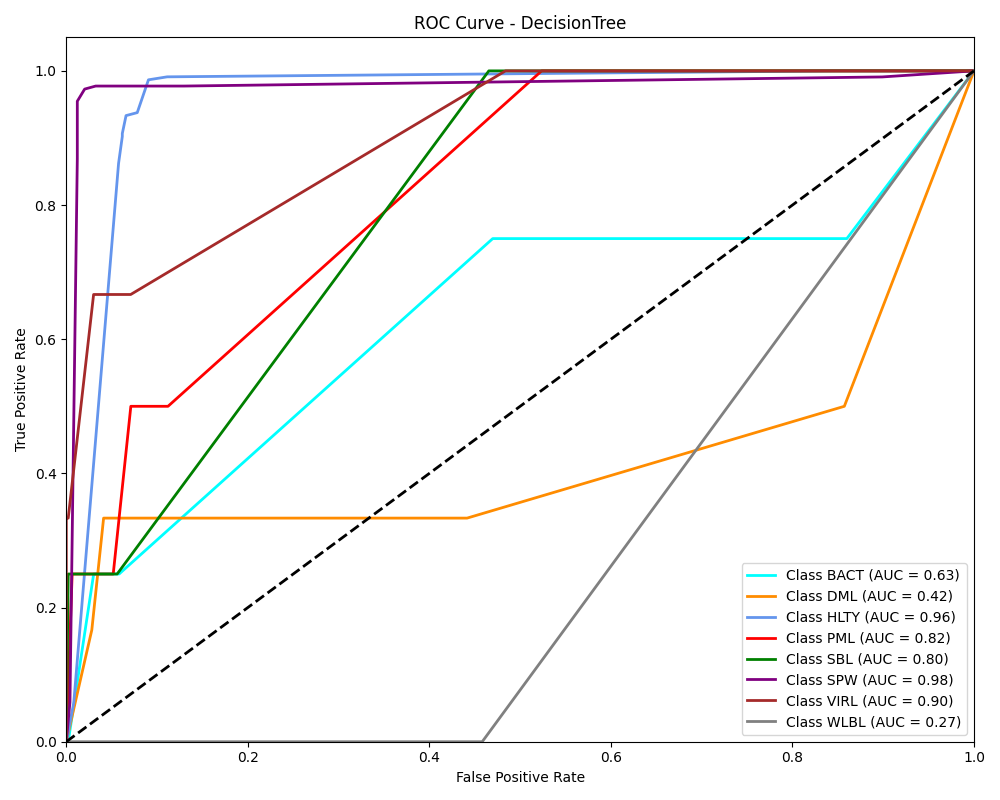 ROC Curve - DecisionTree
True Positive Rate
1.0
0.8
0.6
0.4
0.2
0.0
0.0 0.2 0.4 0.6 0.8 1.0
False Positive Rate
Class BACT (AUC = 0.63)
Class DML (AUC = 0.42)
Class HLTY (AUC = 0.96)
Class PML (AUC = 0.82)
Class SBL (AUC = 0.80)
Class SPW (AUC = 0.98)
Class VIRL (AUC = 0.90)
Class WLBL (AUC = 0.27)